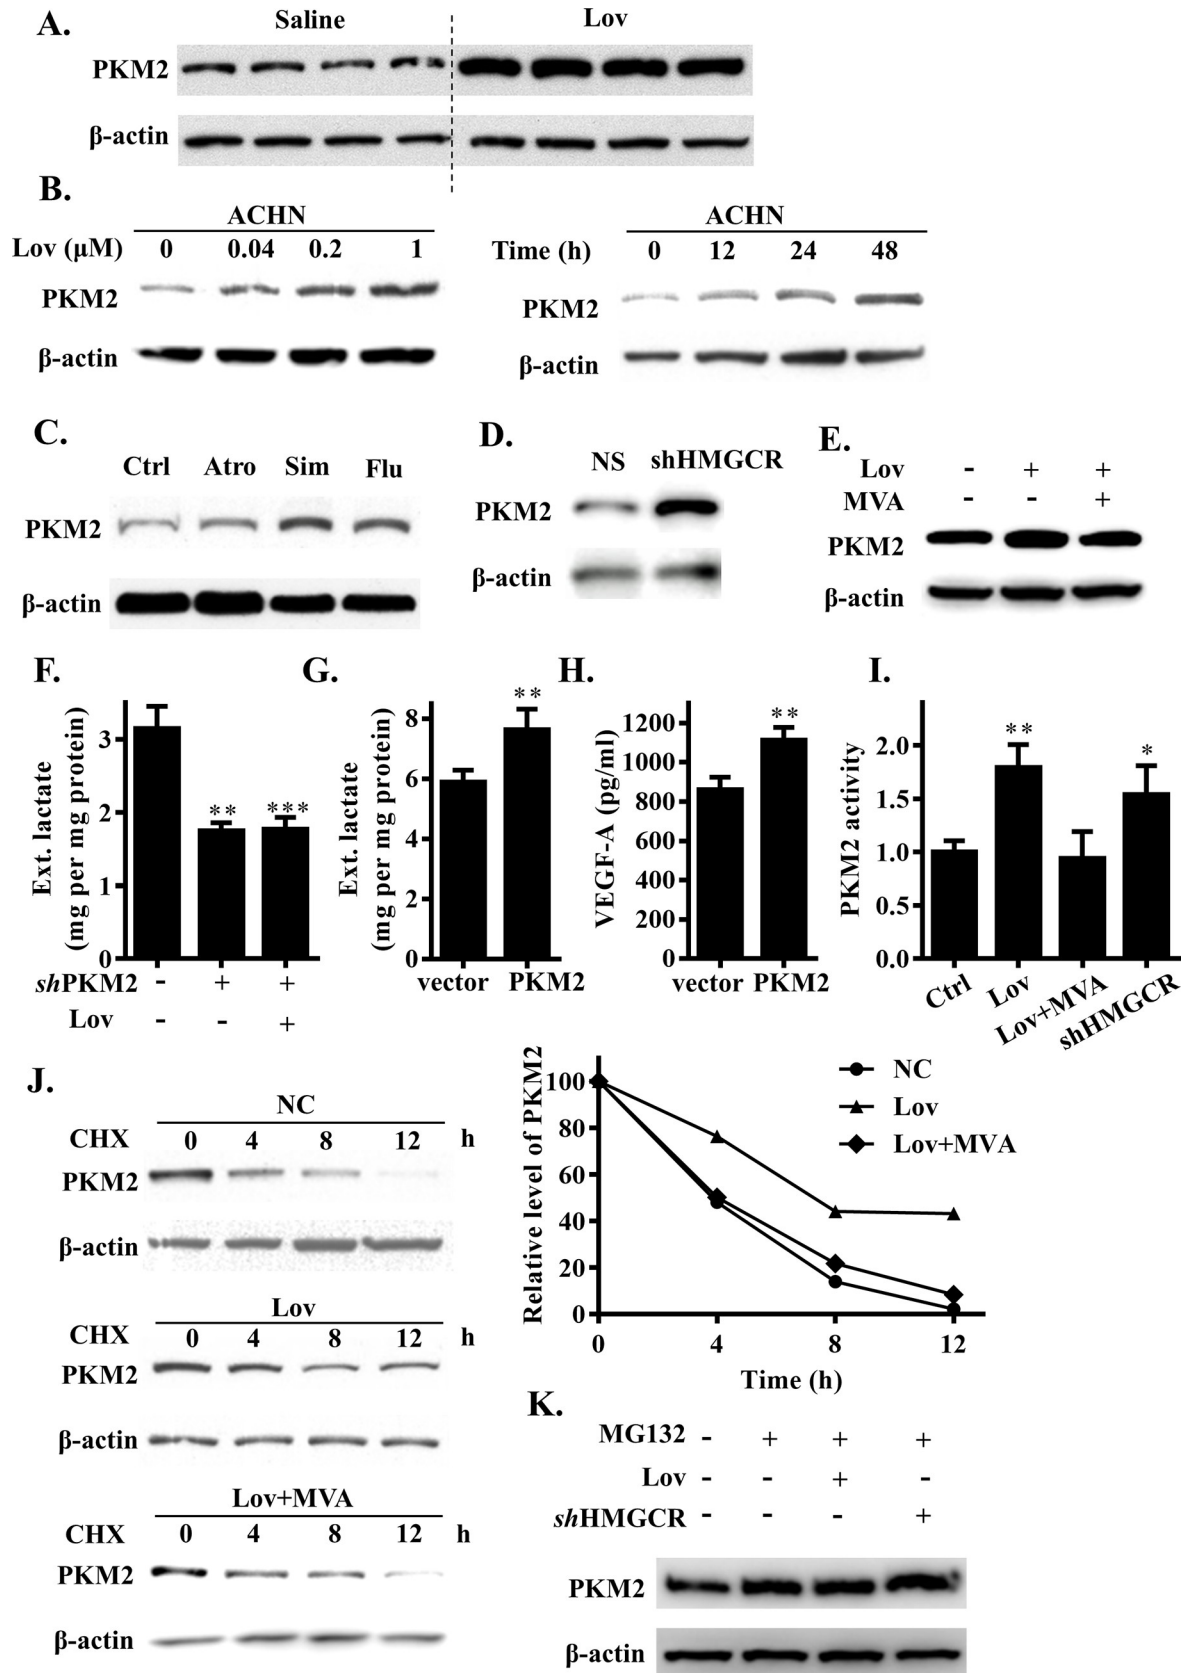 A.
Saline Lov
PKM2
β-actin
B.
ACHN
Lov (μM) 0 0.04 0.2 1
PKM2
β-actin
ACHN
Time (h) 0 12 24 48
PKM2
β-actin
C.
Ctrl Atro Sim Flu
PKM2
β-actin
D.
NS shHMGCR
PKM2
β-actin
E.
Lov - + +
MVA - - +
PKM2
β-actin
F.
Ext. lactate
(mg per mg protein)
3
2
1
0
** ***
shPKM2 - + +
Lov - - +
G.
Ext. lactate
(mg per mg protein)
8
6
4
2
0
**
vector PKM2
H.
VEGF-A (pg/ml)
1200
1000
800
600
400
200
0
**
vector PKM2
I.
PKM2 activity
2.0
1.5
1.0
0.5
0.0
** *
Ctrl Lov Lov+MVA shHMGCR
J.
NC
CHX 0 4 8 12 h
PKM2
β-actin
Lov
CHX 0 4 8 12 h
PKM2
β-actin
Lov+MVA
CHX 0 4 8 12 h
PKM2
β-actin
Relative level of PKM2
100
80
60
40
20
0
0 4 8 12
Time (h)
NC
Lov
Lov+MVA
K.
MG132 - + + +
Lov - - + -
shHMGCR - - - +
PKM2
β-actin